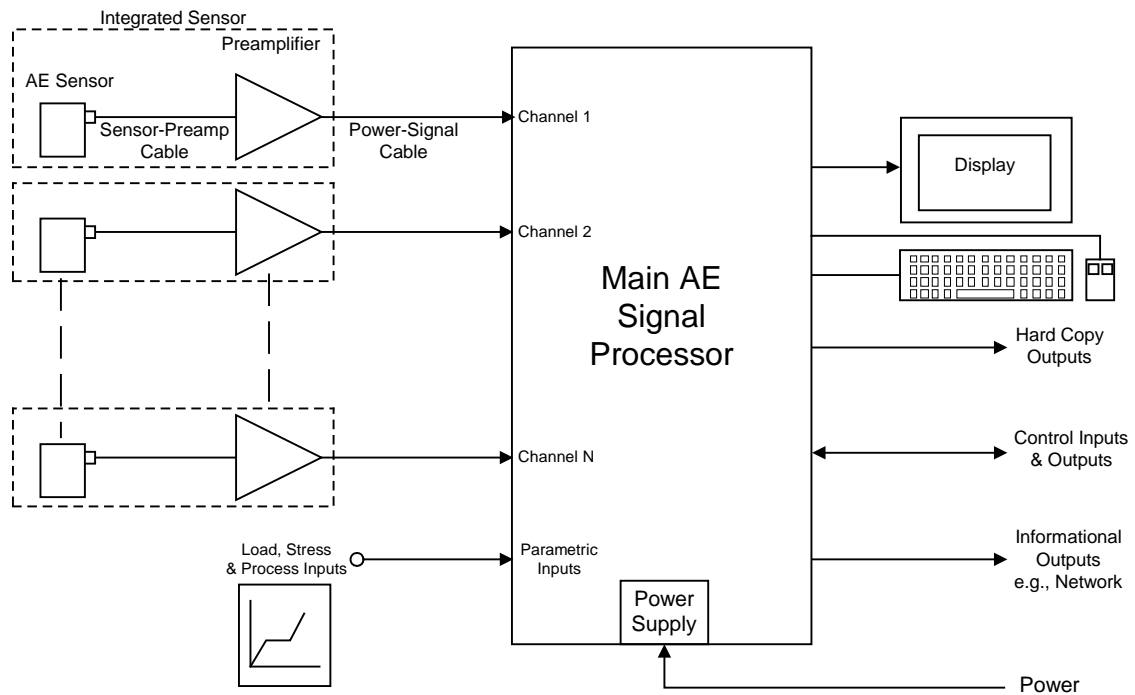 Integrated Sensor
Preamplifier
AE Sensor
Sensor-Preamp
Cable
Power-Signal
Cable
Channel 1
Channel 2
Channel N
Load, Stress
& Process Inputs
Parametric
Inputs
Main AE
Signal
Processor
Power
Supply
Display
Hard Copy
Outputs
Control Inputs
& Outputs
Informational
Outputs
e.g., Network
Power